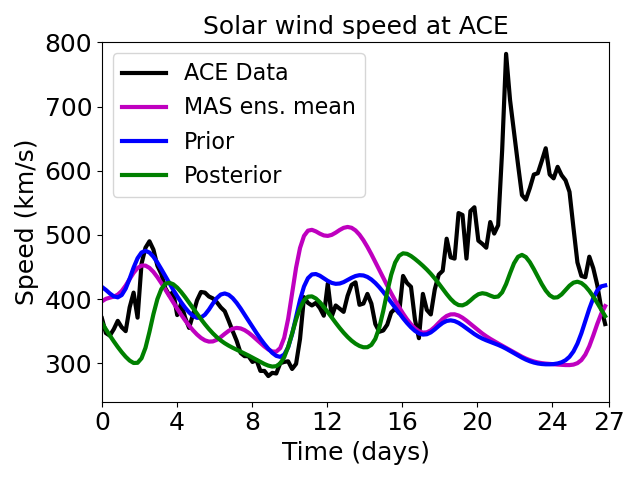 Solar wind speed at ACE
ACE Data
MAS ens. mean
Prior
Posterior
Speed (km/s)
800
700
600
500
400
300
0 4 8 12 16 20 24 27
Time (days)